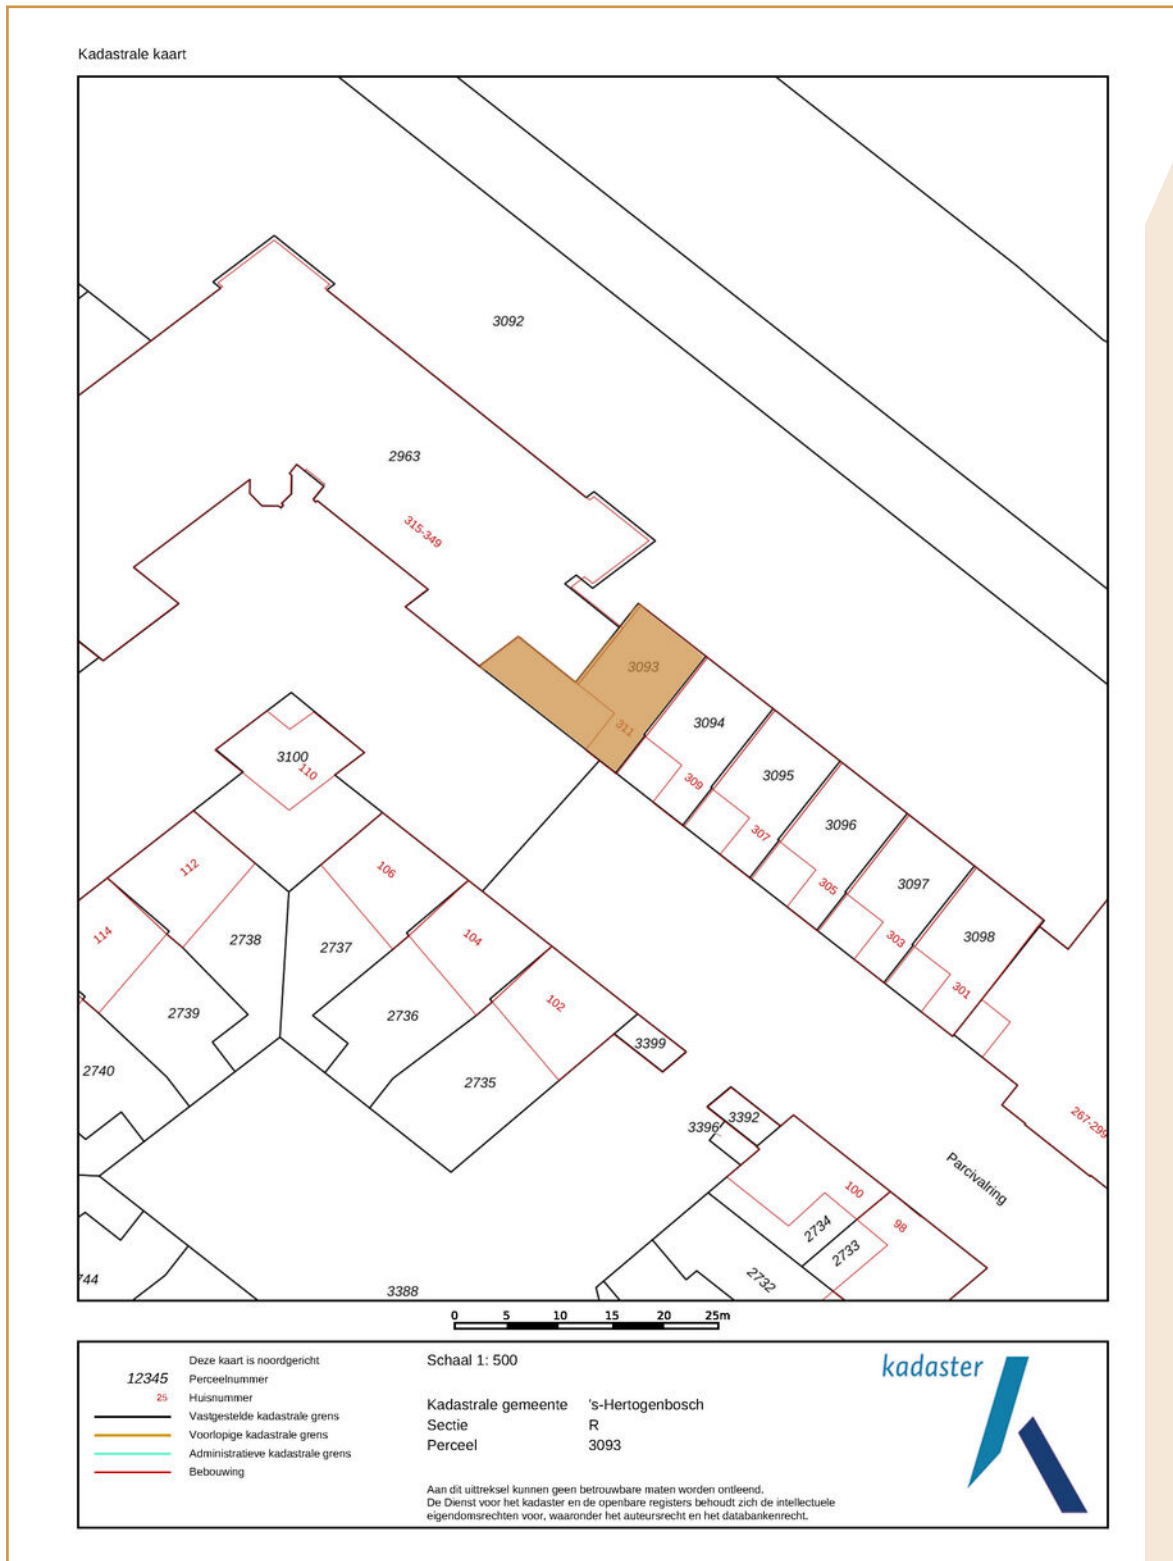 Kadastrale kaart
3092
2963
315-349
3093
311
3094
309
3095
307
3096
305
3097
303
3098
301
3100
110
112
106
114
104
102
2738
2737
2739
2736
2740
2735
3399
3392
3396
267-299
Parcivalring
100
98
2734
2733
2732
744
3388
0 5 10 15 20 25m
Deze kaart is noordgericht
12345 Perceelnummer
25 Huisnummer
Vastgestelde kadastrale grens
Voorlopige kadastrale grens
Administratieve kadastrale grens
Bebouwing
Schaal 1: 500
Kadastrale gemeente 's-Hertogenbosch
Sectie R
Perceel 3093
Aan dit uittreksel kunnen geen betrouwbare maten worden ontleend.
De Dienst voor het kadaster en de openbare registers behoudt zich de intellectuele
eigendomsrechten voor, waaronder het auteursrecht en het databankenrecht.
kadaster